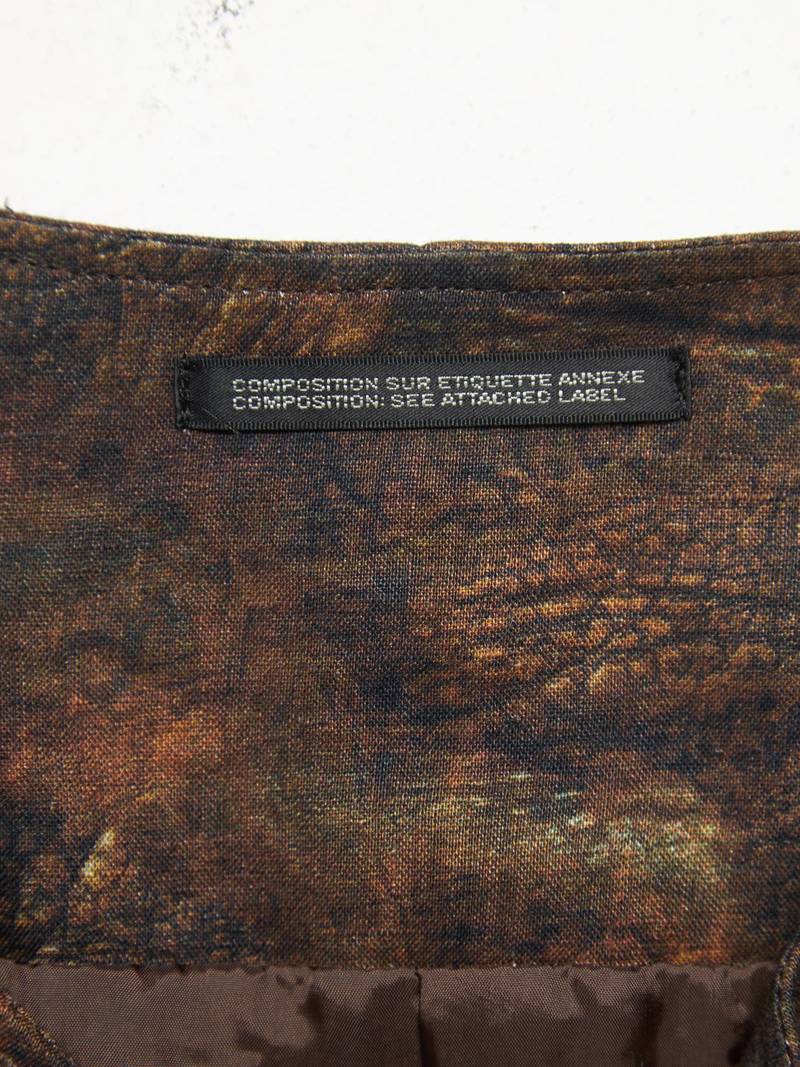 COMPOSITION SUR ETIQUETTE ANNEXE
COMPOSITION: SEE ATTACHED LABEL